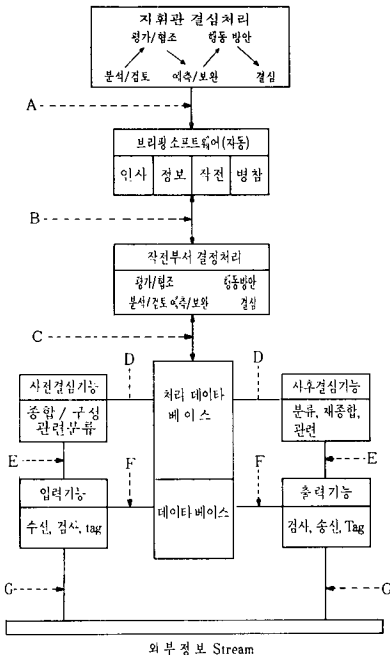 지휘관 결심처리
평가/협조 행동 방안
분석/검토 예측/보완 결심
A
브리핑 소프트웨어(자동)
인사 정보 작전 병참
B
작전부서 결정처리
평가/협조 행동방안
분석/검토 예측/보완 결심
C
D D
사전결심기능 처리 데이타 사후결심기능
종합/구성 베이스 분류, 재종합,
관련분류 관련
E E
F F
입력기능 데이타베이스 출력기능
수신, 검사, tag 검사, 송신, Tag
G G
외부정보 Stream